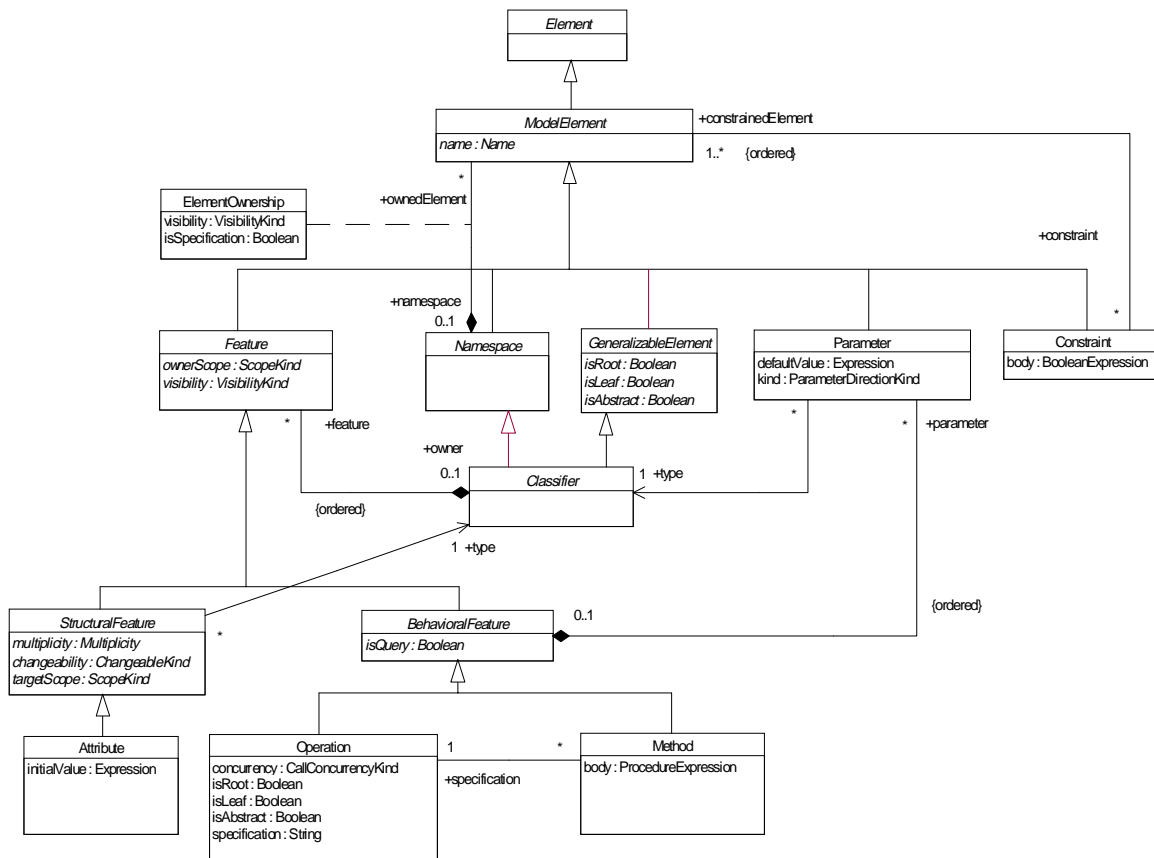 Element
ModelElement
name : Name
+constrainedElement
1..*
{ordered}
*
+ownedElement
ElementOwnership
visibility : VisibilityKind
isSpecification : Boolean
+constraint
*
+namespace
0..1
Feature
ownerScope : ScopeKind
visibility : VisibilityKind
Namespace
GeneralizableElement
isRoot : Boolean
isLeaf : Boolean
isAbstract : Boolean
Parameter
defaultValue : Expression
kind : ParameterDirectionKind
Constraint
body : BooleanExpression
*
+feature
*
*
+parameter
+owner
0..1
Classifier
1 +type
{ordered}
1 +type
{ordered}
StructuralFeature
multiplicity : Multiplicity
changeability : ChangeableKind
targetScope : ScopeKind
*
BehavioralFeature
isQuery : Boolean
0..1
Attribute
initialValue : Expression
Operation
concurrency : CallConcurrencyKind
isRoot : Boolean
isLeaf : Boolean
isAbstract : Boolean
specification : String
1
*
+specification
Method
body : ProcedureExpression